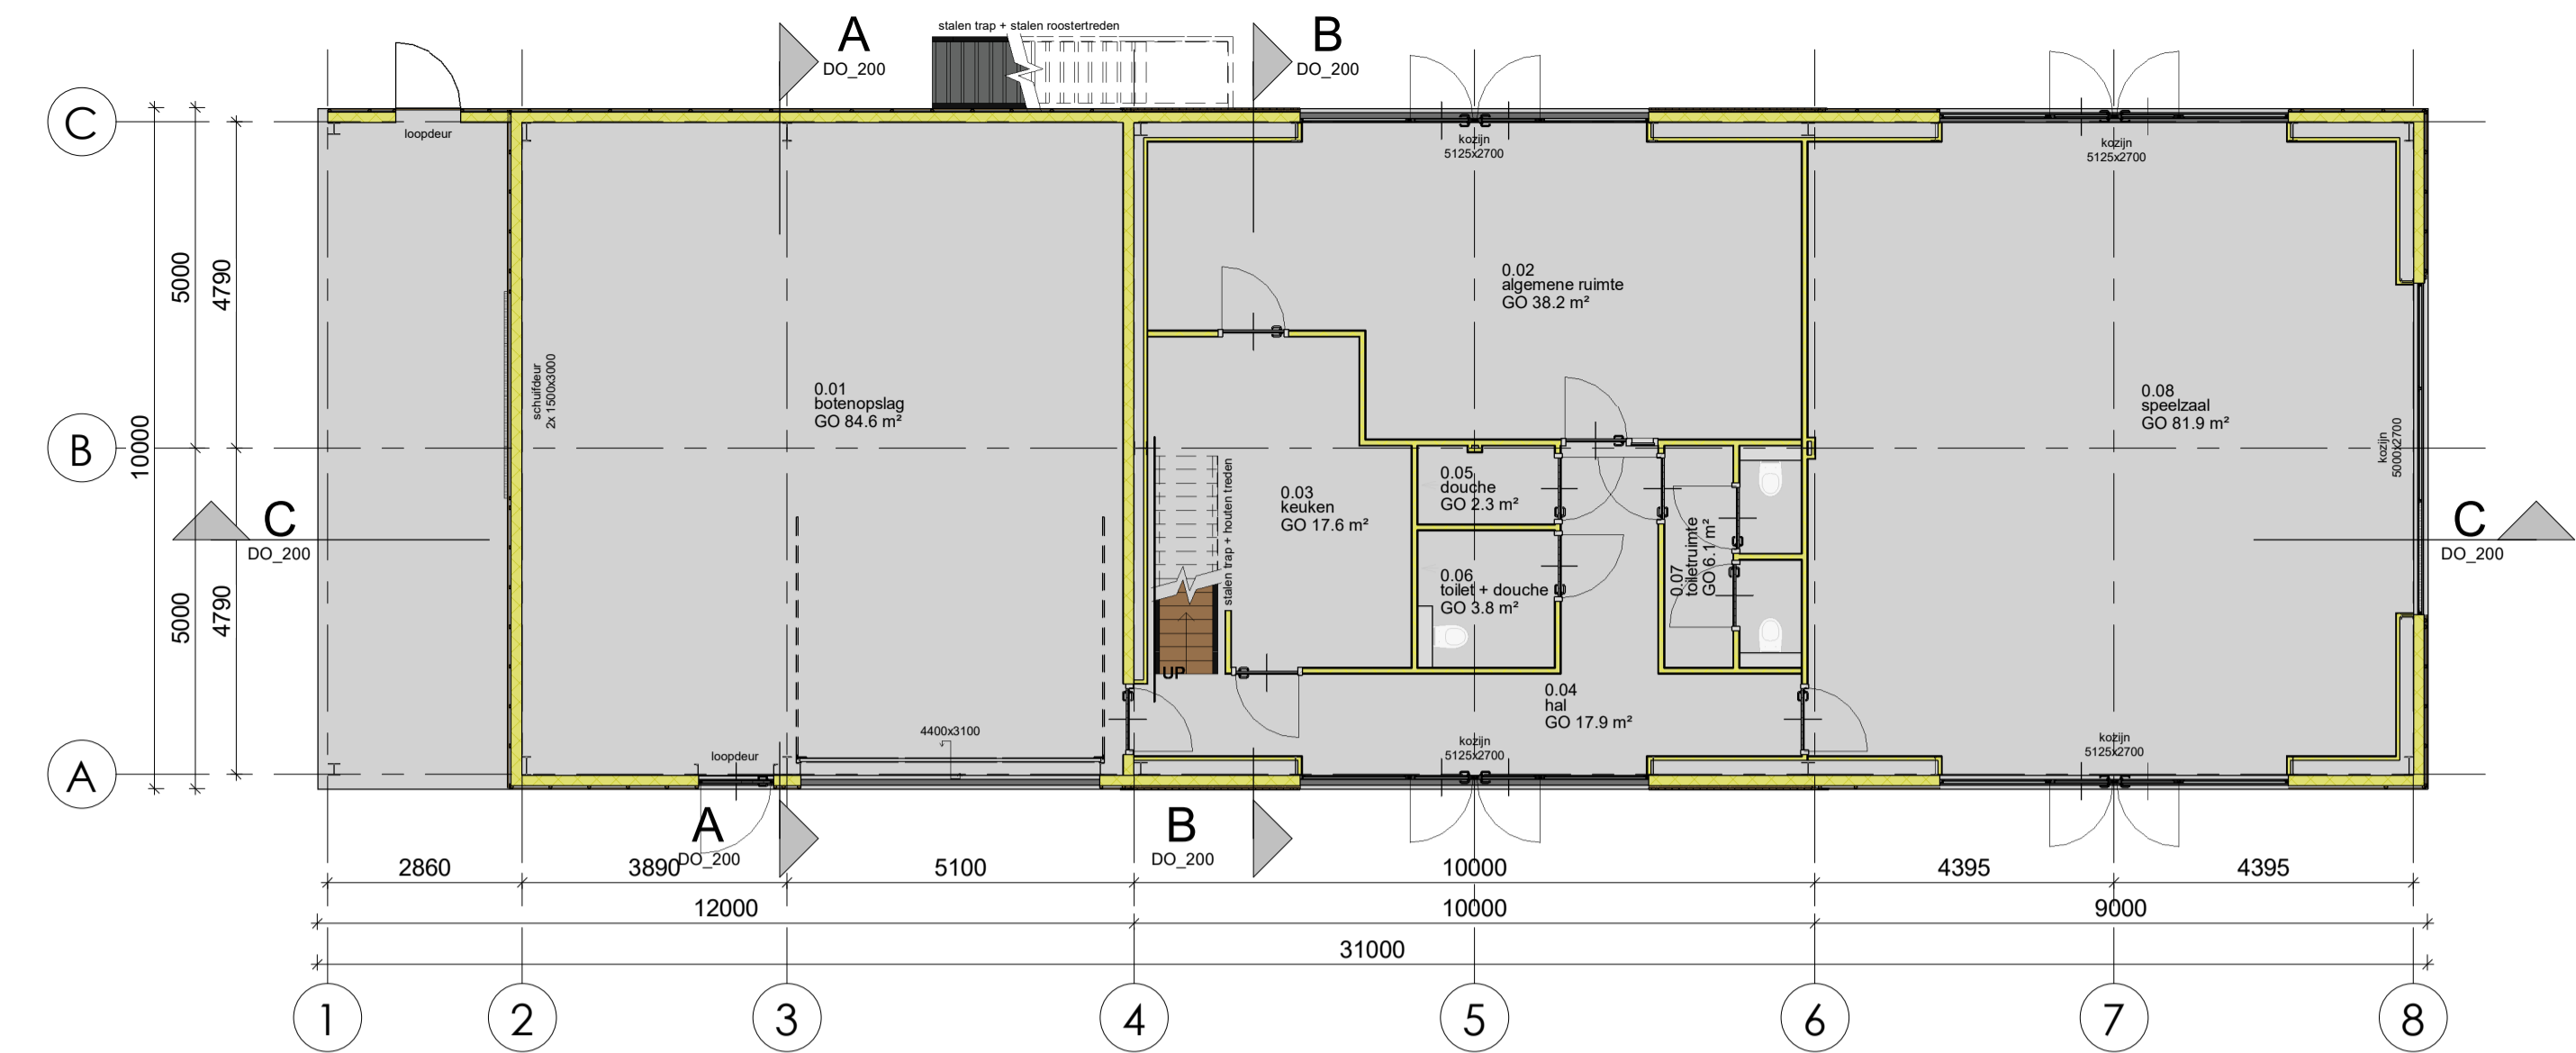 stalen trap + stalen roostertreden
A
DO_200
B
DO_200
C
loopdeur
kozijn
5125x2700
kozijn
5125x2700
5000
4790
10000
0.02
algemene ruimte
GO 38.2 m²
schuifdeur
2x 1500x3000
0.01
botenopslag
GO 84.6 m²
0.08
speelzaal
GO 81.9 m²
kozijn
5000x2700
B
0.03
keuken
GO 17.6 m²
stalen trap + houten treden
0.05
douche
GO 2.3 m²
0.06
toilet + douche
GO 3.8 m²
0.07
toiletruimte
GO 6.1 m²
C
DO_200
C
DO_200
5000
4790
UP
0.04
hal
GO 17.9 m²
4400x3100
loopdeur
kozijn
5125x2700
kozijn
5125x2700
A
A
DO_200
B
DO_200
2860
3890
5100
10000
4395
4395
12000
10000
9000
31000
1
2
3
4
5
6
7
8